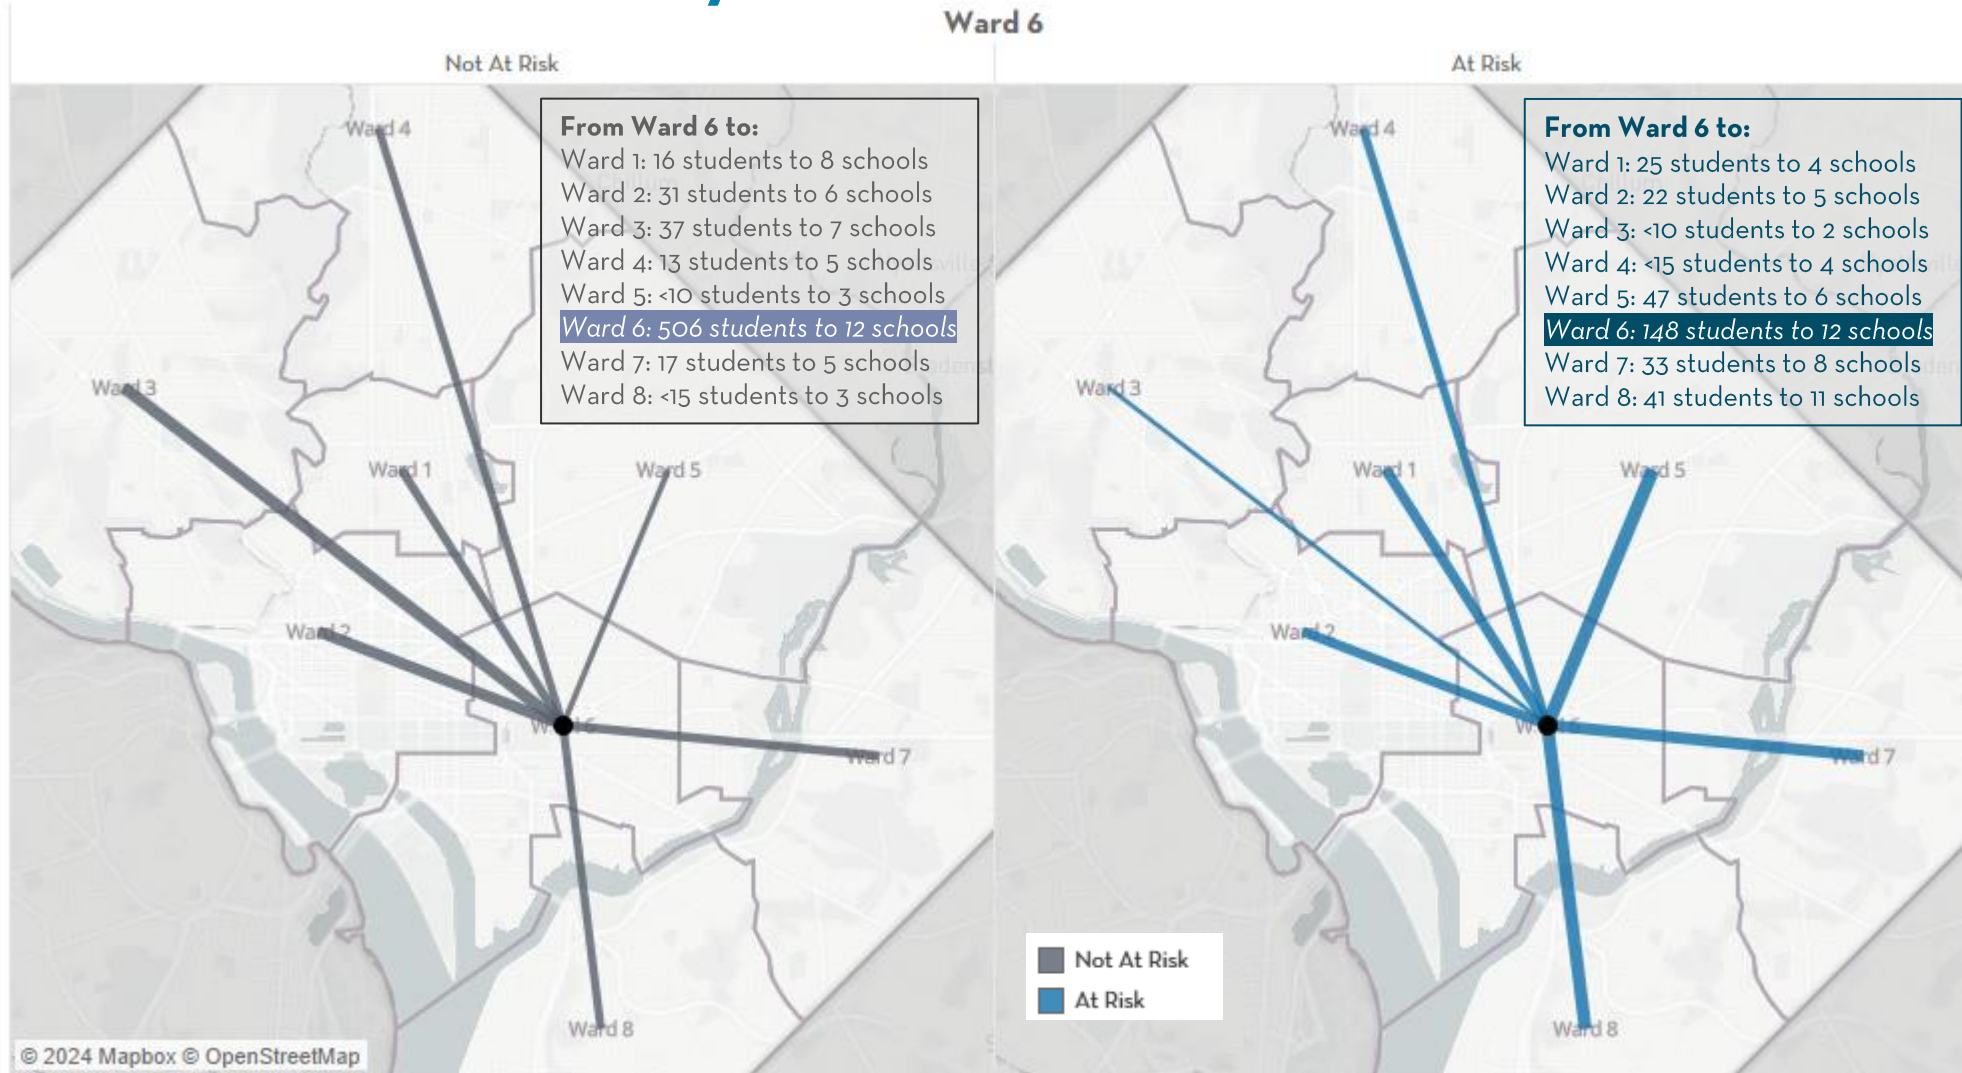 Ward 6
Not At Risk
At Risk
From Ward 6 to:
Ward 1: 16 students to 8 schools
Ward 2: 31 students to 6 schools
Ward 3: 37 students to 7 schools
Ward 4: 13 students to 5 schools
Ward 5: <10 students to 3 schools
Ward 6: 506 students to 12 schools
Ward 7: 17 students to 5 schools
Ward 8: <15 students to 3 schools
Ward 4
Ward 3
Ward 1
Ward 5
Ward 2
Ward 6
Ward 7
Ward 8
© 2024 Mapbox © OpenStreetMap
From Ward 6 to:
Ward 1: 25 students to 4 schools
Ward 2: 22 students to 5 schools
Ward 3: <10 students to 2 schools
Ward 4: <15 students to 4 schools
Ward 5: 47 students to 6 schools
Ward 6: 148 students to 12 schools
Ward 7: 33 students to 8 schools
Ward 8: 41 students to 11 schools
Ward 4
Ward 3
Ward 1
Ward 5
Ward 2
Ward 6
Ward 7
Ward 8
Not At Risk
At Risk